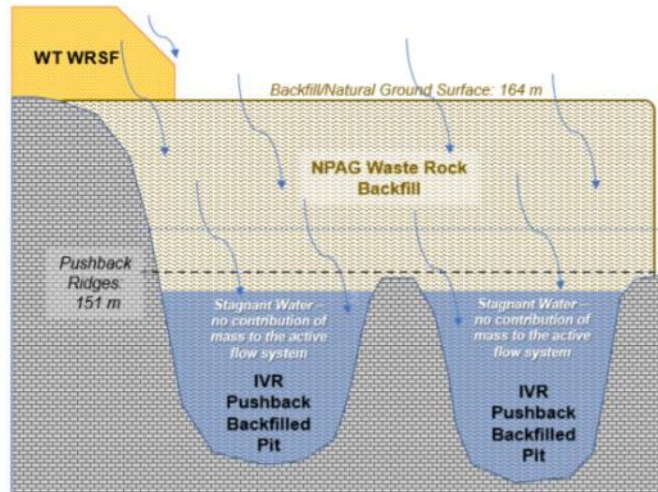 WT WRSF
Backfill/Natural Ground Surface: 164 m
NPAG Waste Rock
Backfill
Pushback
Ridges:
151 m
Stagnant Water –
no contribution of
mass to the active
flow system
IVR
Pushback
Backfilled
Pit
Stagnant Water –
no contribution of
mass to the active
flow system
IVR
Pushback
Backfilled
Pit